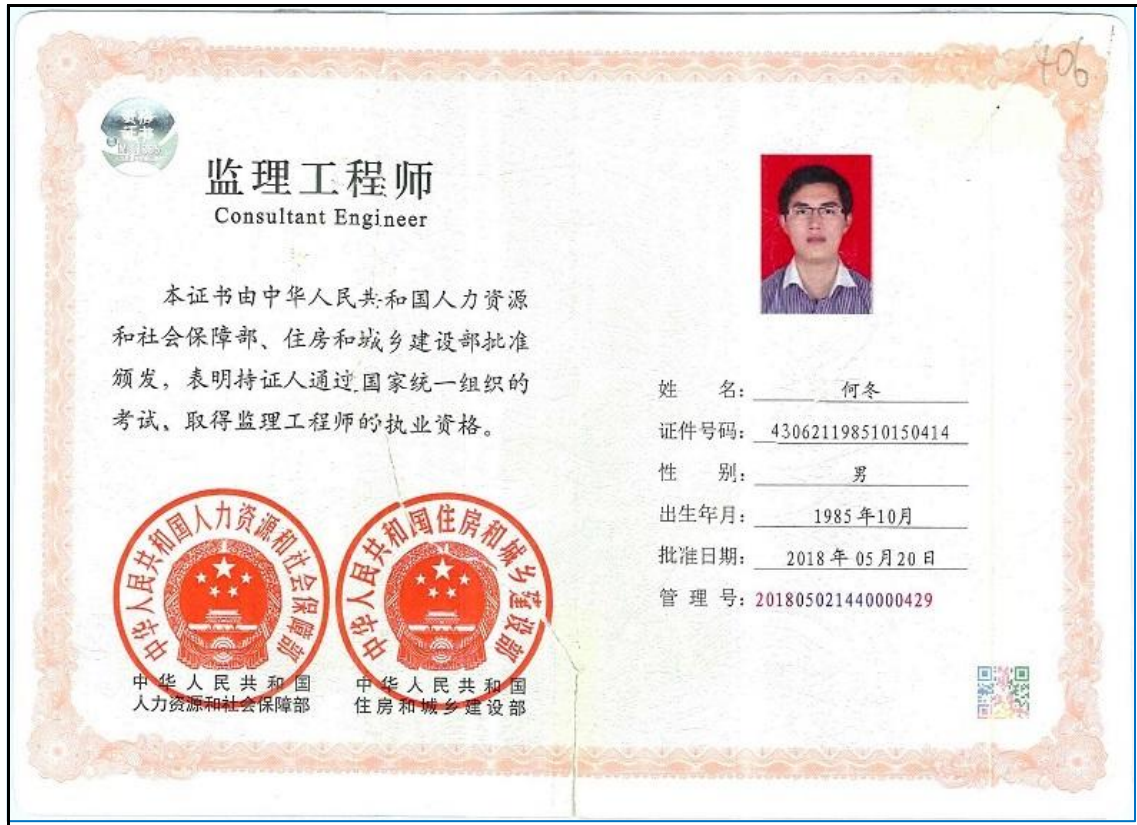 406
监理工程师
Consultant Engineer
本证书由中华人民共和国人力资源
和社会保障部、住房和城乡建设部批准
颁发，表明持证人通过国家统一组织的
考试、取得监理工程师的执业资格。
中华人民共和国人力资源和社会保障部
中华人民共和国住房和城乡建设部
中华人民共和国
人力资源和社会保障部
中华人民共和国
住房和城乡建设部
姓 名： 何冬
证件号码： 430621198510150414
性 别： 男
出生年月： 1985年10月
批准日期： 2018年05月20日
管 理 号：201805021440000429